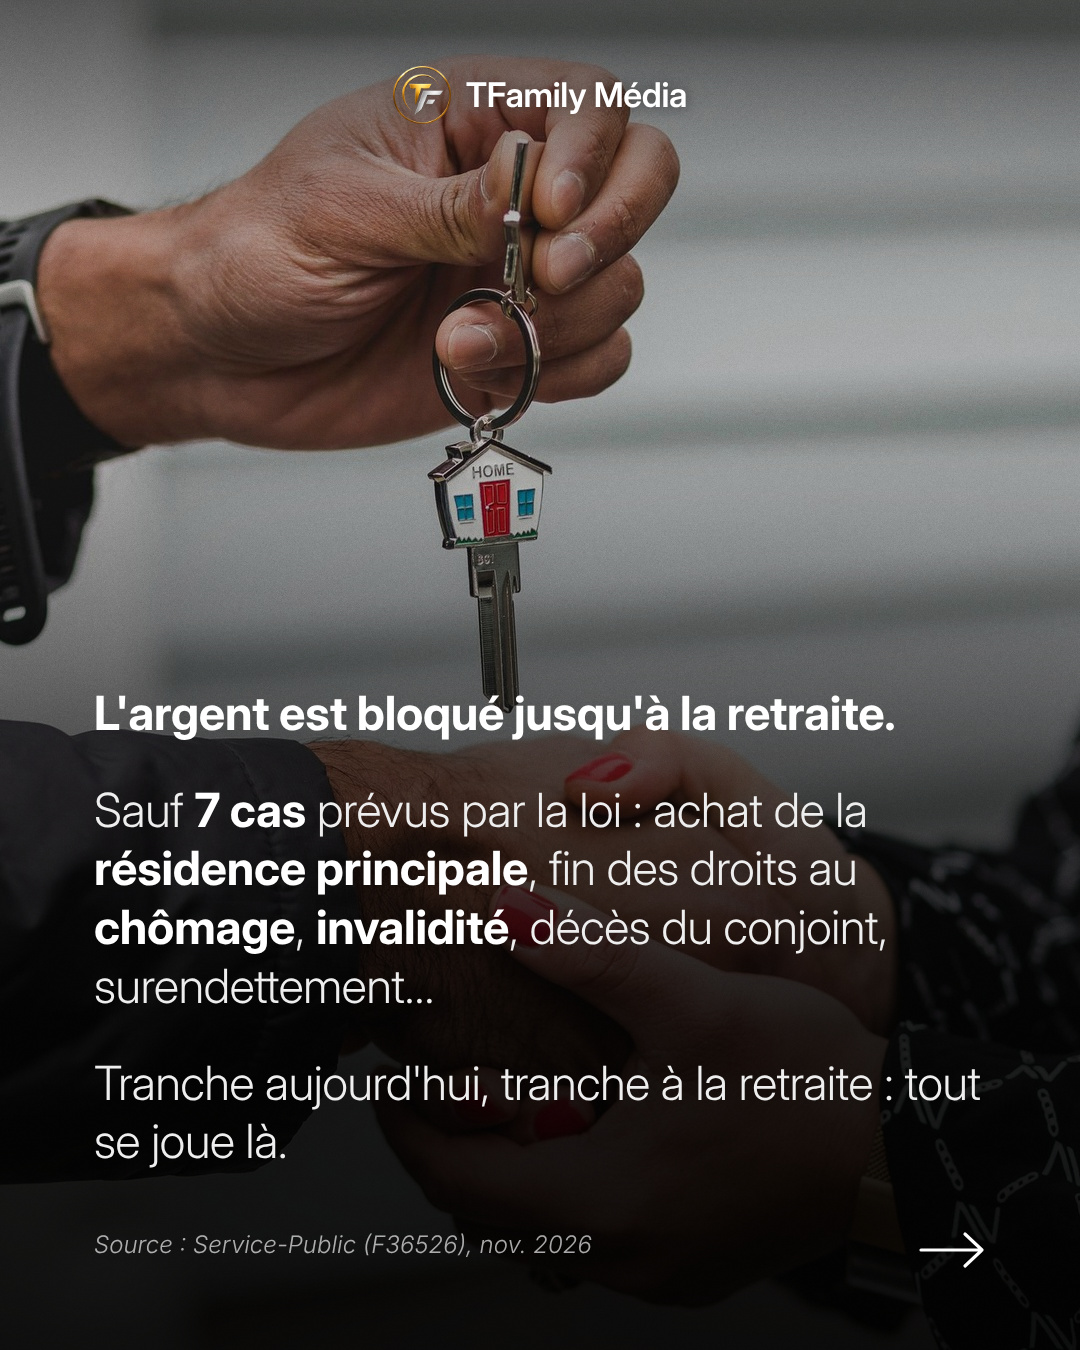 TF TFamily Média
HOME
BG1
L'argent est bloqué jusqu'à la retraite.
Sauf 7 cas prévus par la loi : achat de la
résidence principale, fin des droits au
chômage, invalidité, décès du conjoint,
surendettement...
Tranche aujourd'hui, tranche à la retraite : tout
se joue là.
Source : Service-Public (F36526), nov. 2026